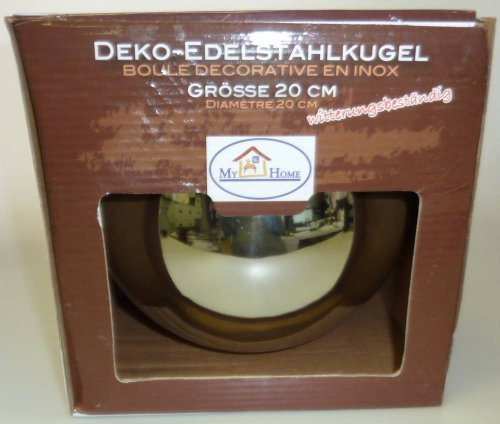 DEKO-EDELSTAHLKUGEL
BOULE DECORATIVE EN INOX
GRÖSSE 20 CM
DIAMÈTRE 20 CM
witterungsbeständig
MY HOME